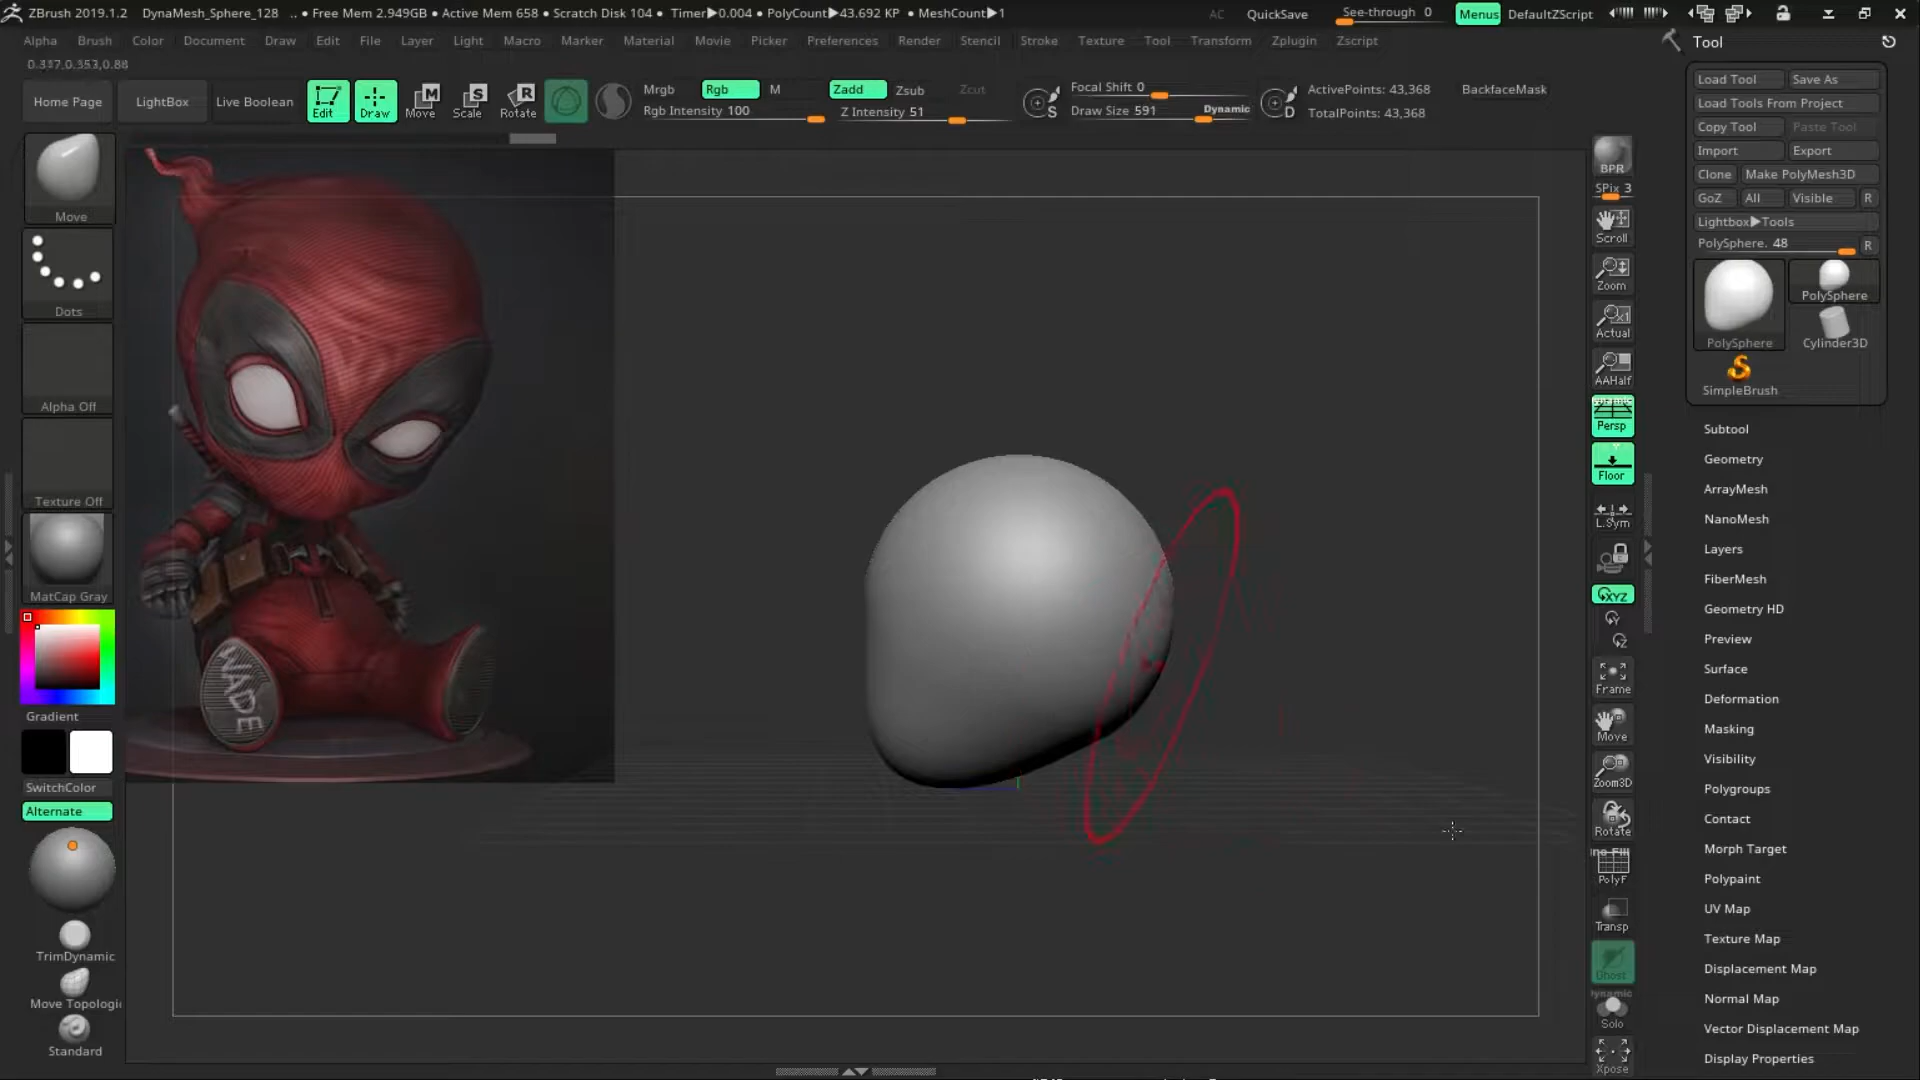 ZBrush 2019.1.2 DynaMesh_Sphere_128 .. • Free Mem 2.949GB • Active Mem 658 • Scratch Disk 104 • Timer▶0.004 • PolyCount▶43.692 KP • MeshCount▶1 AC QuickSave See-through 0 Menus DefaultZScript
Alpha Brush Color Document Draw Edit File Layer Light Macro Marker Material Movie Picker Preferences Render Stencil Stroke Texture Tool Transform Zplugin Zscript
Tool
Home Page LightBox Live Boolean Edit Draw Move Scale Rotate
M S R
Mrgb Rgb M Zadd Zsub Zcut
Rgb Intensity 100 Z Intensity 51
S Focal Shift 0
Draw Size 591 Dynamic
D ActivePoints: 43,368 BackfaceMask
TotalPoints: 43,368
Move
Dots
Alpha Off
Texture Off
MatCap Gray
Gradient
SwitchColor
Alternate
TrimDynamic
Move Topologi
Standard
WADE
BPR
SPix 3
Scroll
Zoom
Actual
AAHalf
Persp
Floor
L.Sym
XYZ
Y
Z
Frame
Move
Zoom3D
Rotate
PolyF
Transp
Ghost
Dynamic
Solo
Xpose
Load Tool Save As
Load Tools From Project
Copy Tool Paste Tool
Import Export
Clone Make PolyMesh3D
GoZ All Visible R
Lightbox▶Tools
PolySphere. 48 R
PolySphere PolySphere
Cylinder3D
SimpleBrush
Subtool
Geometry
ArrayMesh
NanoMesh
Layers
FiberMesh
Geometry HD
Preview
Surface
Deformation
Masking
Visibility
Polygroups
Contact
Morph Target
Polypaint
UV Map
Texture Map
Displacement Map
Normal Map
Vector Displacement Map
Display Properties